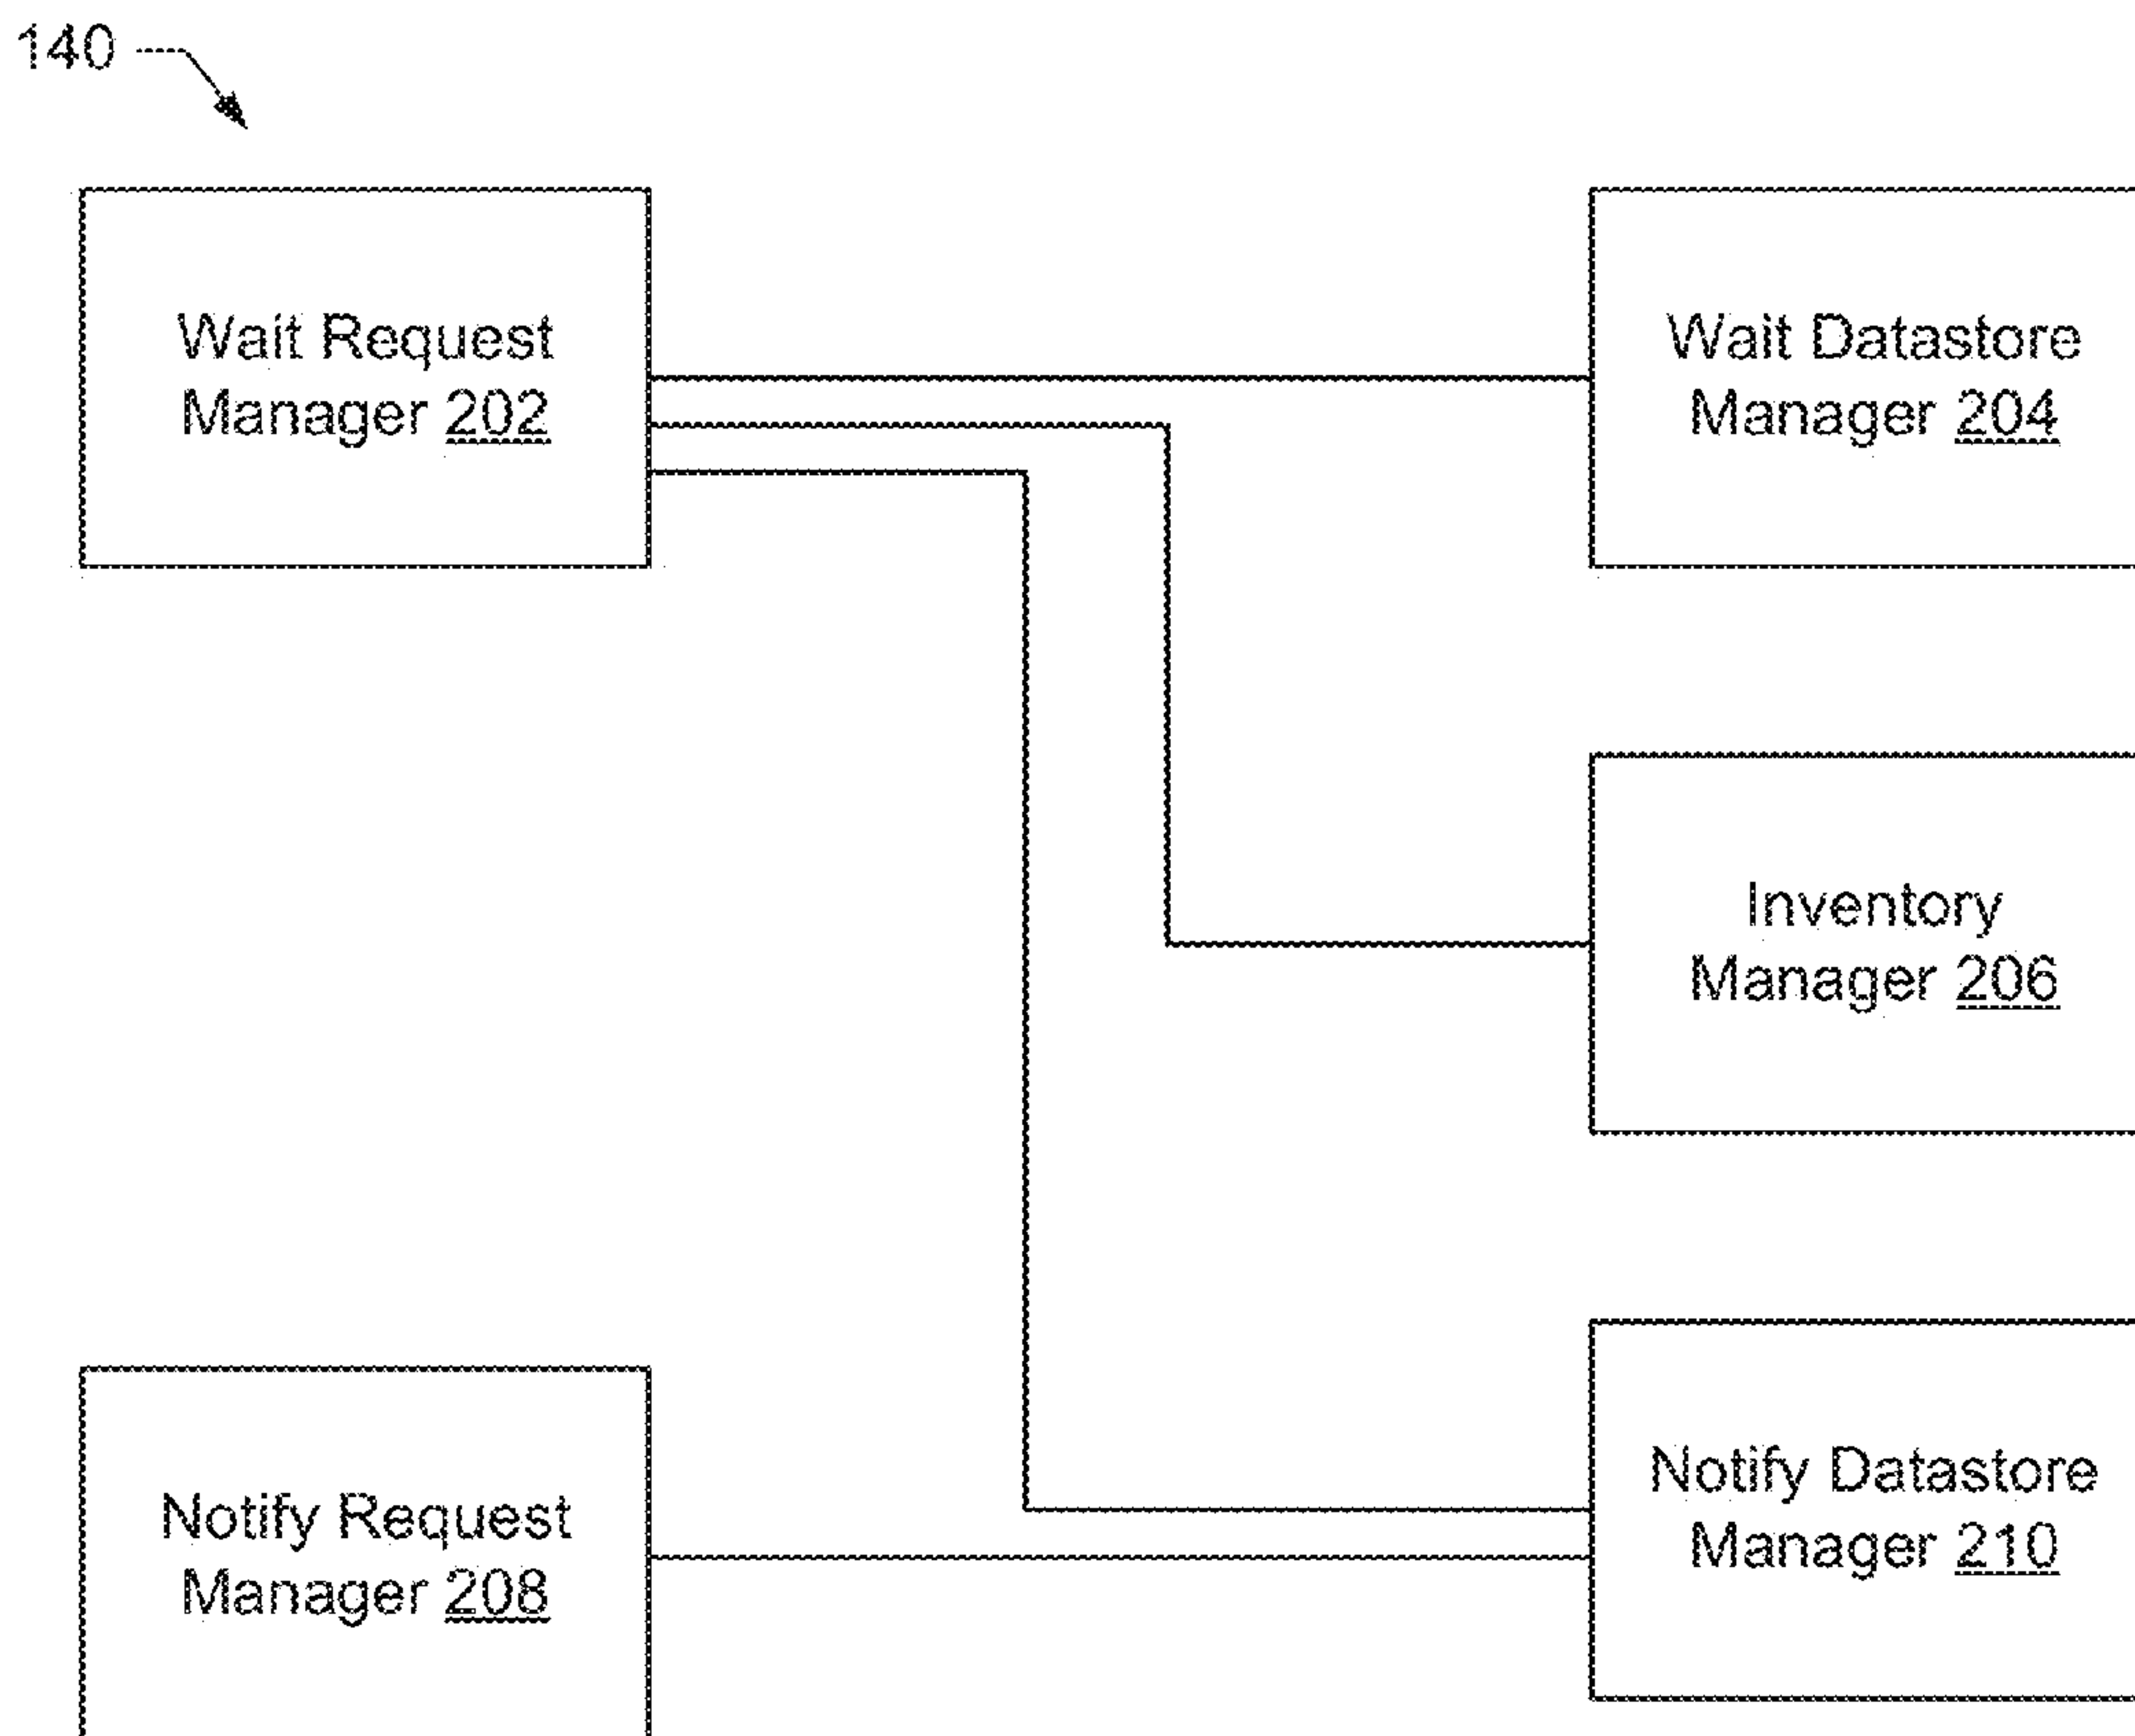 140
Wait Request
Manager 202
Wait Datastore
Manager 204
Inventory
Manager 206
Notify Request
Manager 208
Notify Datastore
Manager 210